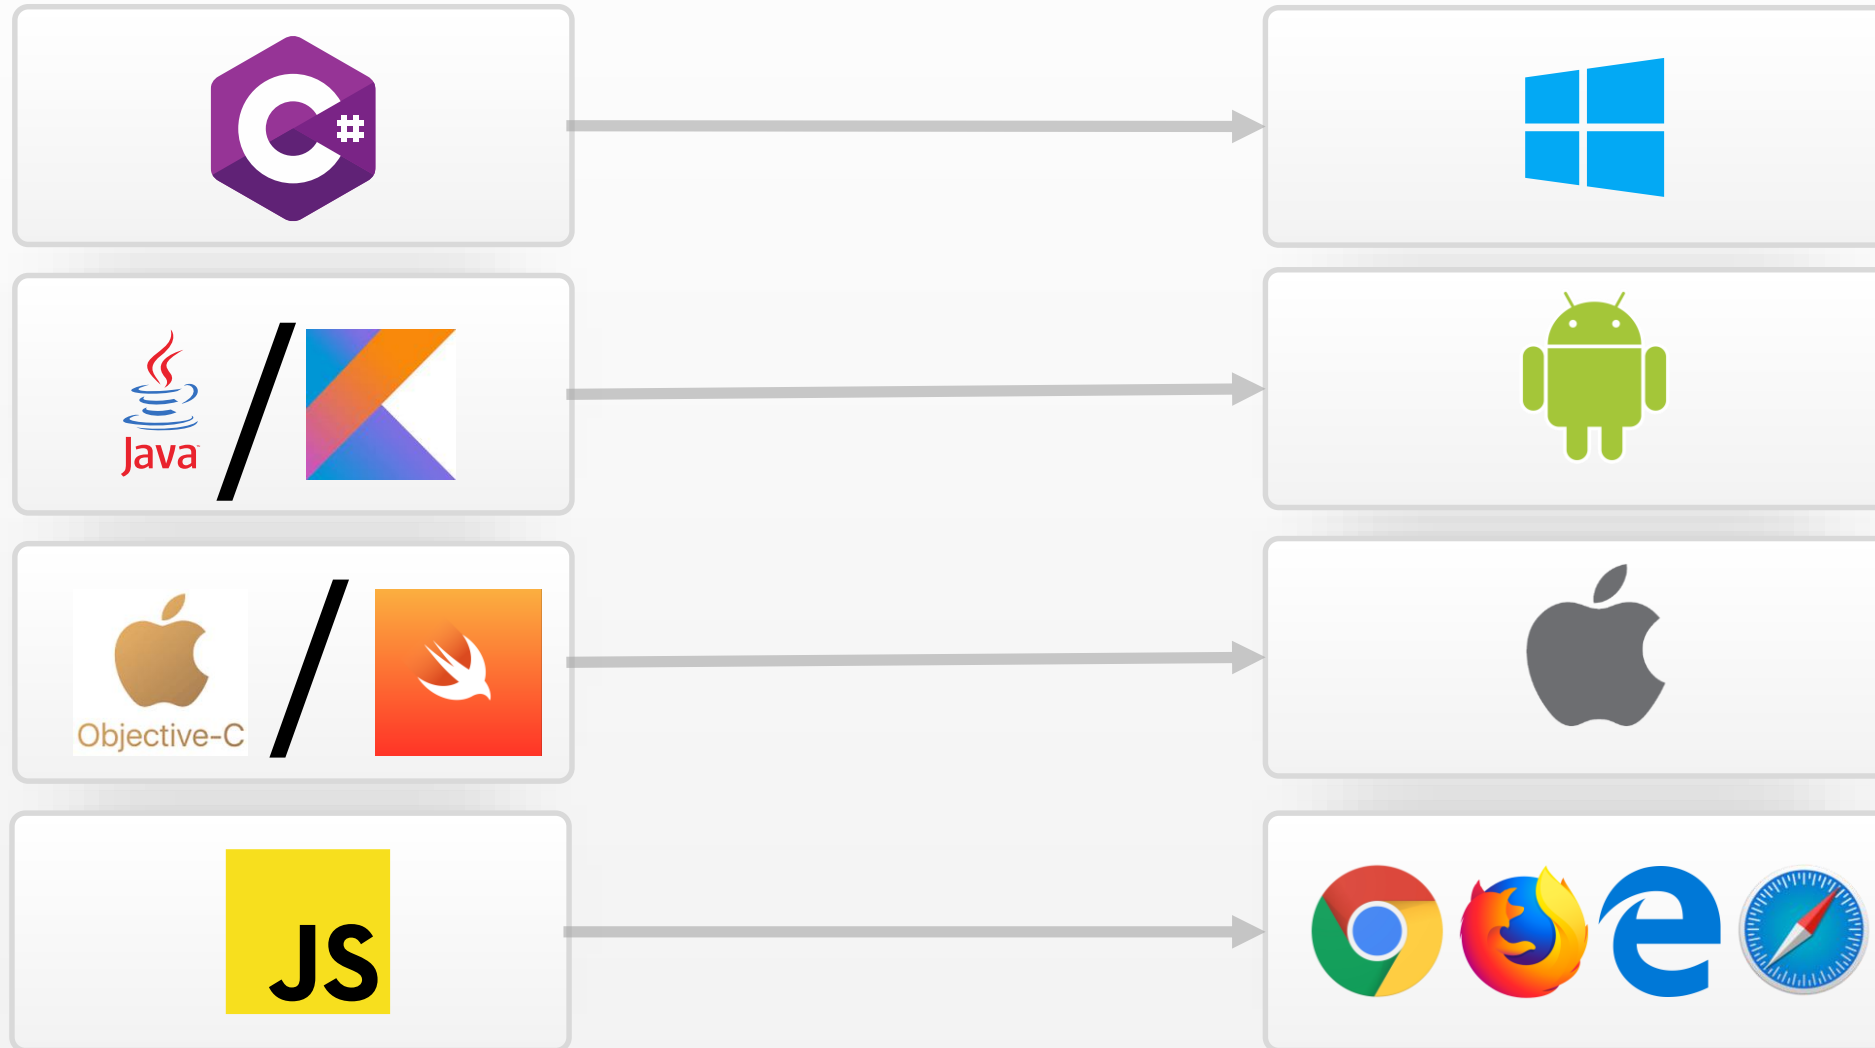 C#
Java
/
Objective-C
/
JS